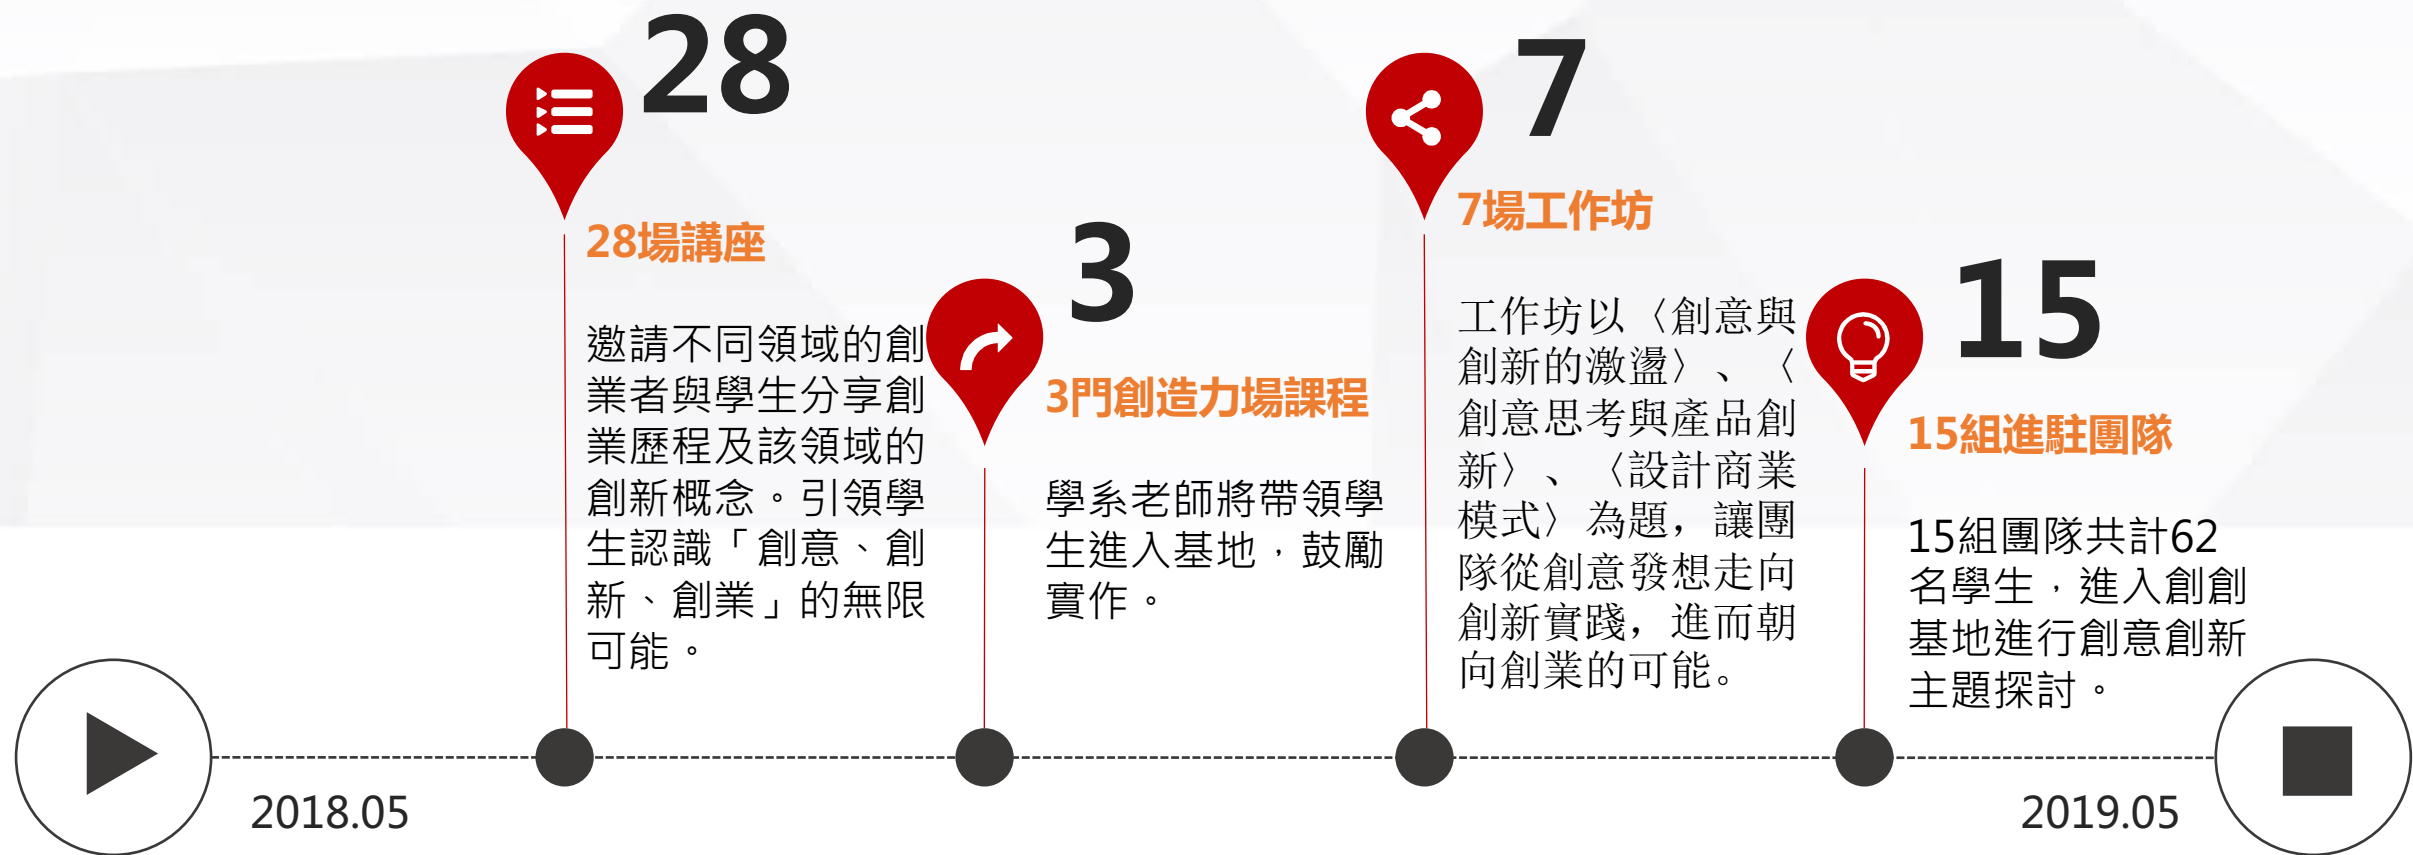 28
28場講座
邀請不同領域的創
業者與學生分享創
業歷程及該領域的
創新概念。引領學
生認識「創意、創
新、創業」的無限
可能。
3
3門創造力場課程
學系老師將帶領學
生進入基地，鼓勵
實作。
7
7場工作坊
工作坊以〈創意與
創新的激盪〉、〈
創意思考與產品創
新〉、〈設計商業
模式〉為題，讓團
隊從創意發想走向
創新實踐，進而朝
向創業的可能。
15
15組進駐團隊
15組團隊共計62
名學生，進入創創
基地進行創意創新
主題探討。
2018.05
2019.05